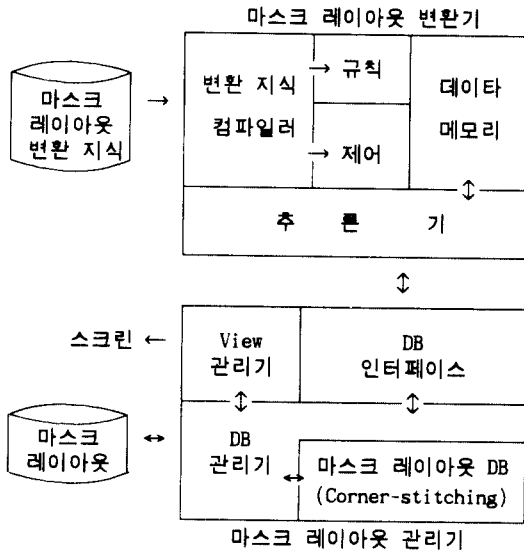 마스크 레이아웃 변환기
마스크
레이아웃
변환 지식
→
변환 지식
컴파일러
→ 규칙
→ 제어
데이타
메모리
↕
추 론 기
↕
스크린 ←
View
관리기
DB
인터페이스
↕
↕
마스크
레이아웃
↔
DB
관리기
↔
마스크 레이아웃 DB
(Corner-stitching)
마스크 레이아웃 관리기